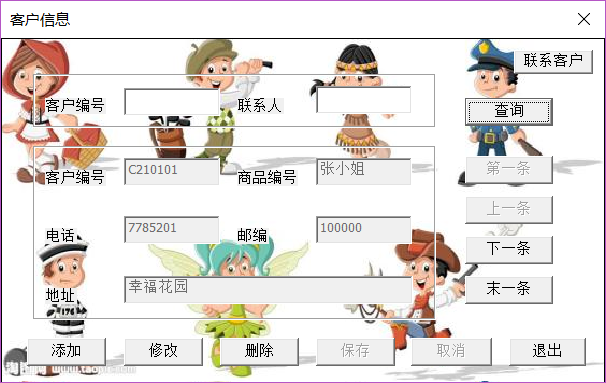 客户信息
联系客户
客户编号 联系人 查询
客户编号 C210101 商品编号 张小姐 第一条
上一条
电话 7785201 邮编 100000 下一条
地址 幸福花园 末一条
添加 修改 删除 保存 取消 退出